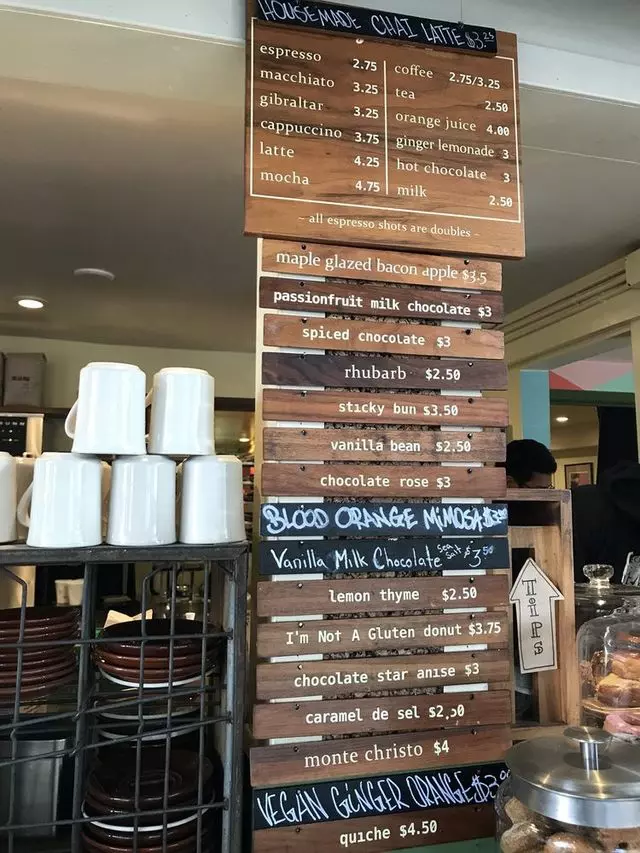 HOUSEMADE CHAI LATTE $3.25
espresso 2.75
macchiato 3.25
gibraltar 3.25
cappuccino 3.75
latte 4.25
mocha 4.75
coffee 2.75/3.25
tea 2.50
orange juice 4.00
ginger lemonade 3
hot chocolate 3
milk 2.50
~ all espresso shots are doubles ~
maple glazed bacon apple $3.5
passionfruit milk chocolate $3
spiced chocolate $3
rhubarb $2.50
sticky bun $3.50
vanilla bean $2.50
chocolate rose $3
BLOOD ORANGE MIMOSA
Vanilla Milk Chocolate sea salt $3.50
lemon thyme $2.50
I'm Not A Gluten donut $3.75
chocolate star anise $3
caramel de sel $2,50
monte christo $4
VEGAN GINGER ORANGE
quiche $4.50
TIPS